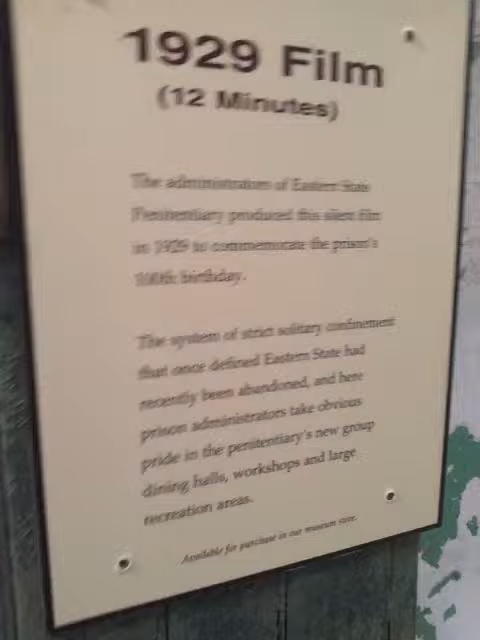 1929 Film
(12 Minutes)
The administrators of Eastern State
Penitentiary produced this silent film
in 1929 to commemorate the prison's
100th birthday.
The system of strict solitary confinement
that once defined Eastern State had
recently been abandoned, and here
prison administrators take obvious
pride in the penitentiary's new group
dining halls, workshops and large
recreation areas.
Available for purchase in our museum store.